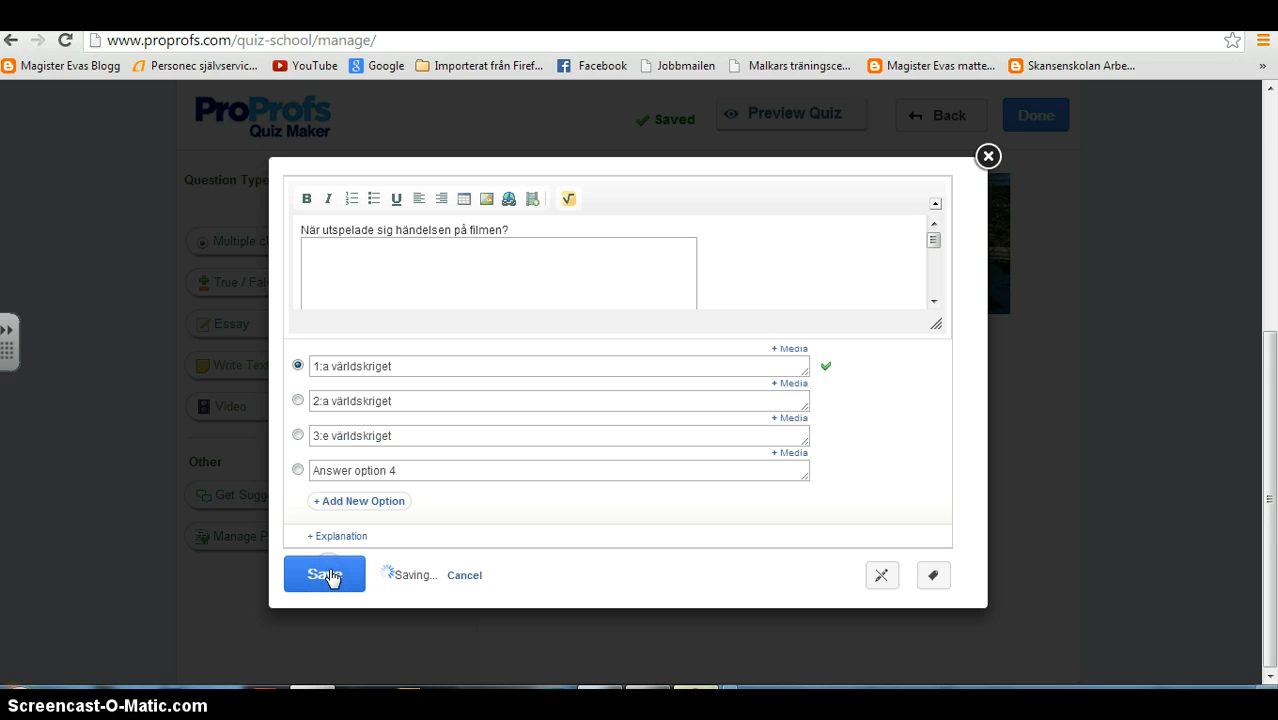 www.proprofs.com/quiz-school/manage/
Magister Evas Blogg Personec självservic... YouTube Google Importerat från Firef... Facebook Jobbmailen Malkars träningsce... Magister Evas matte... Skansenskolan Arbe... »
ProProfs
Quiz Maker
Saved Preview Quiz Back Done
Question Type
Multiple c
True / Fal
Essay
Write Text
Video
Other
Get Sugg
Manage P
B I U
När utspelade sig händelsen på filmen?
+ Media
1:a världskriget
+ Media
2:a världskriget
+ Media
3:e världskriget
+ Media
Answer option 4
+ Add New Option
+ Explanation
Save Saving... Cancel
Screencast-O-Matic.com